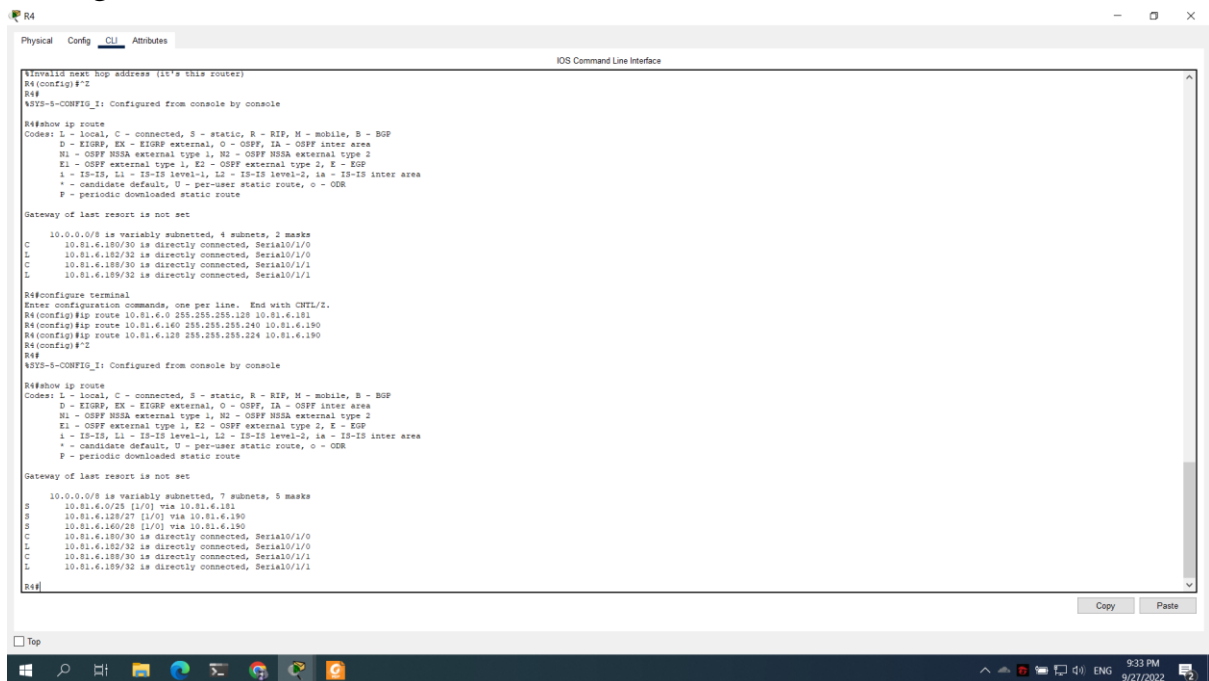 R4
Physical Config CLI Attributes
IOS Command Line Interface
%Invalid next hop address (it's this router)
R4(config)#^Z
R4#
%SYS-5-CONFIG_I: Configured from console by console

R4#show ip route
Codes: L - local, C - connected, S - static, R - RIP, M - mobile, B - BGP
D - EIGRP, EX - EIGRP external, O - OSPF, IA - OSPF inter area
N1 - OSPF NSSA external type 1, N2 - OSPF NSSA external type 2
E1 - OSPF external type 1, E2 - OSPF external type 2, E - EGP
i - IS-IS, L1 - IS-IS level-1, L2 - IS-IS level-2, ia - IS-IS inter area
* - candidate default, U - per-user static route, o - ODR
P - periodic downloaded static route

Gateway of last resort is not set

10.0.0.0/8 is variably subnetted, 4 subnets, 2 masks
C 10.81.6.180/30 is directly connected, Serial0/1/0
L 10.81.6.182/32 is directly connected, Serial0/1/0
C 10.81.6.188/30 is directly connected, Serial0/1/1
L 10.81.6.189/32 is directly connected, Serial0/1/1

R4#configure terminal
Enter configuration commands, one per line. End with CNTL/Z.
R4(config)#ip route 10.81.6.0 255.255.255.128 10.81.6.181
R4(config)#ip route 10.81.6.160 255.255.255.240 10.81.6.190
R4(config)#ip route 10.81.6.128 255.255.255.224 10.81.6.190
R4(config)#^Z
R4#
%SYS-5-CONFIG_I: Configured from console by console

R4#show ip route
Codes: L - local, C - connected, S - static, R - RIP, M - mobile, B - BGP
D - EIGRP, EX - EIGRP external, O - OSPF, IA - OSPF inter area
N1 - OSPF NSSA external type 1, N2 - OSPF NSSA external type 2
E1 - OSPF external type 1, E2 - OSPF external type 2, E - EGP
i - IS-IS, L1 - IS-IS level-1, L2 - IS-IS level-2, ia - IS-IS inter area
* - candidate default, U - per-user static route, o - ODR
P - periodic downloaded static route

Gateway of last resort is not set

10.0.0.0/8 is variably subnetted, 7 subnets, 5 masks
S 10.81.6.0/25 [1/0] via 10.81.6.181
S 10.81.6.128/27 [1/0] via 10.81.6.190
S 10.81.6.160/28 [1/0] via 10.81.6.190
C 10.81.6.180/30 is directly connected, Serial0/1/0
L 10.81.6.182/32 is directly connected, Serial0/1/0
C 10.81.6.188/30 is directly connected, Serial0/1/1
L 10.81.6.189/32 is directly connected, Serial0/1/1

R4#
Copy Paste
Top
ENG 9:33 PM
9/27/2022
2